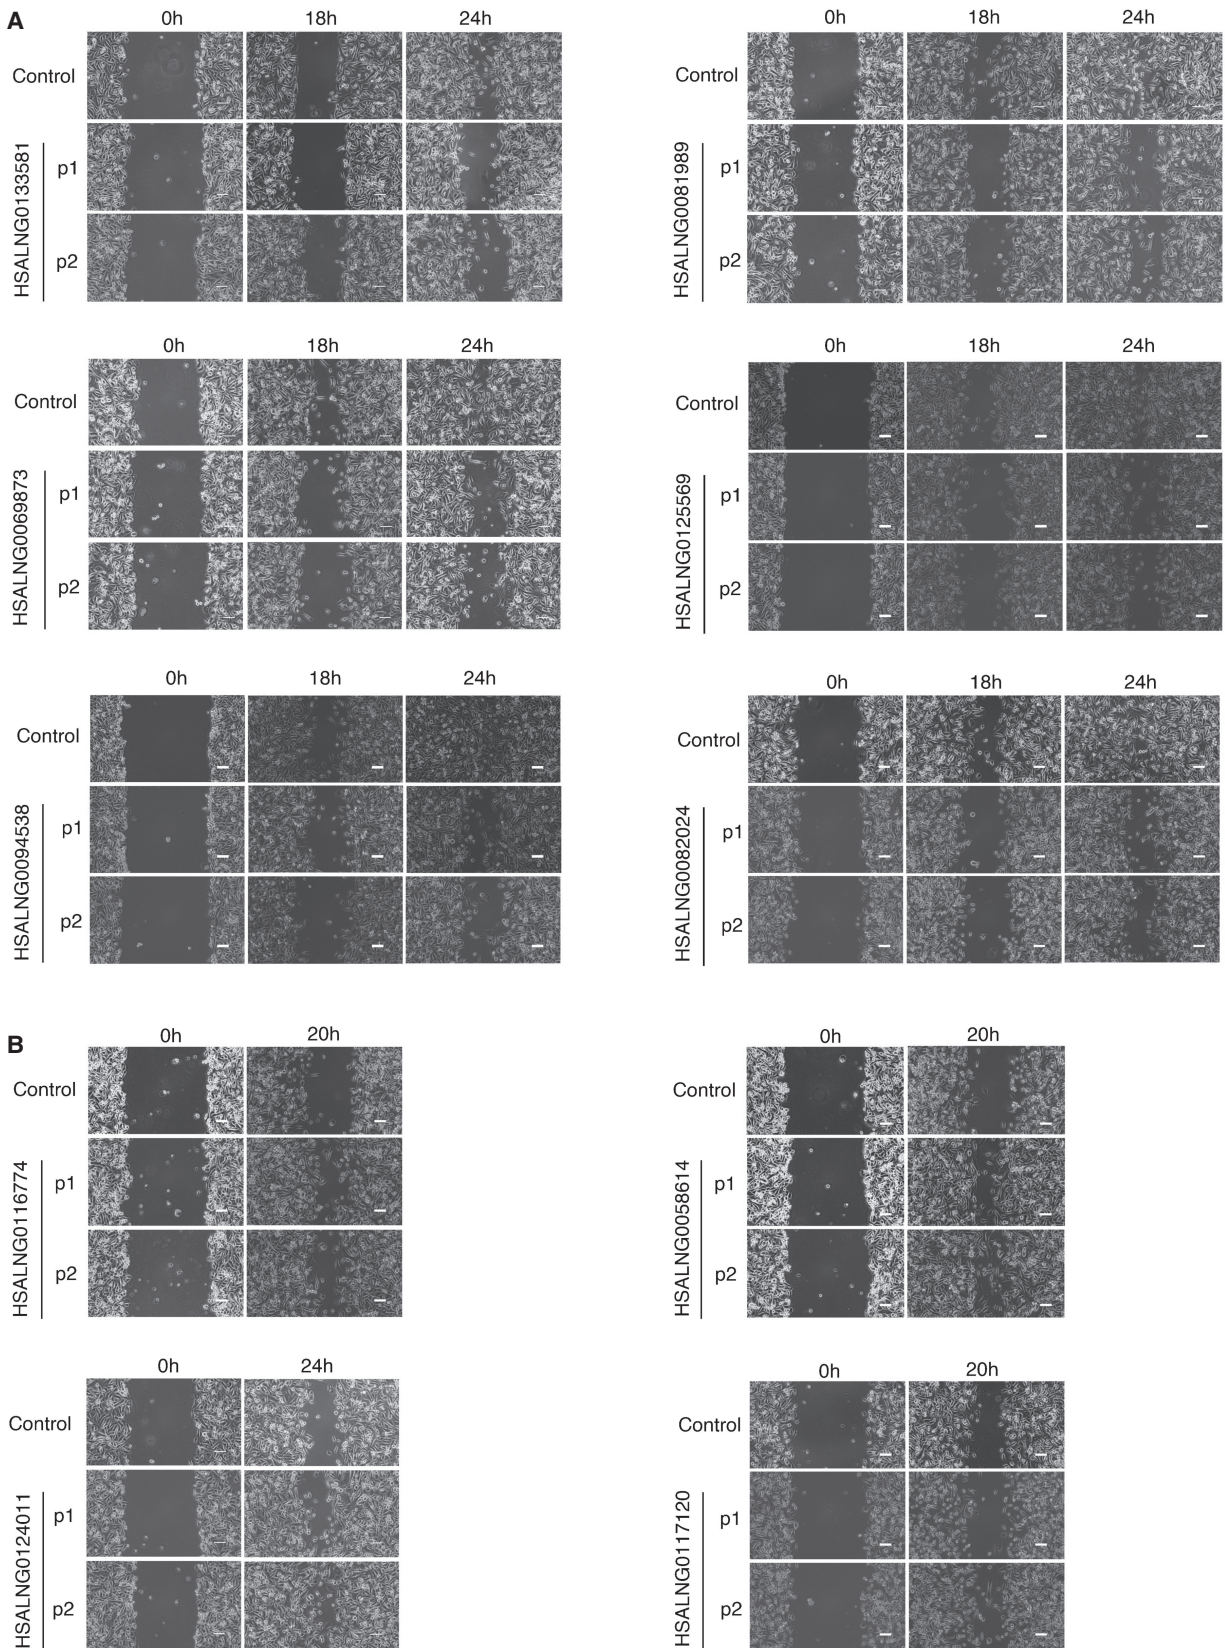 A
0h 18h 24h
Control
p1
p2
HSALNG0133581
0h 18h 24h
Control
p1
p2
HSALNG0081989
0h 18h 24h
Control
p1
p2
HSALNG0069873
0h 18h 24h
Control
p1
p2
HSALNG0125569
0h 18h 24h
Control
p1
p2
HSALNG0094538
0h 18h 24h
Control
p1
p2
HSALNG0082024
B
0h 20h
Control
p1
p2
HSALNG0116774
0h 20h
Control
p1
p2
HSALNG0058614
0h 24h
Control
p1
p2
HSALNG0124011
0h 20h
Control
p1
p2
HSALNG0117120